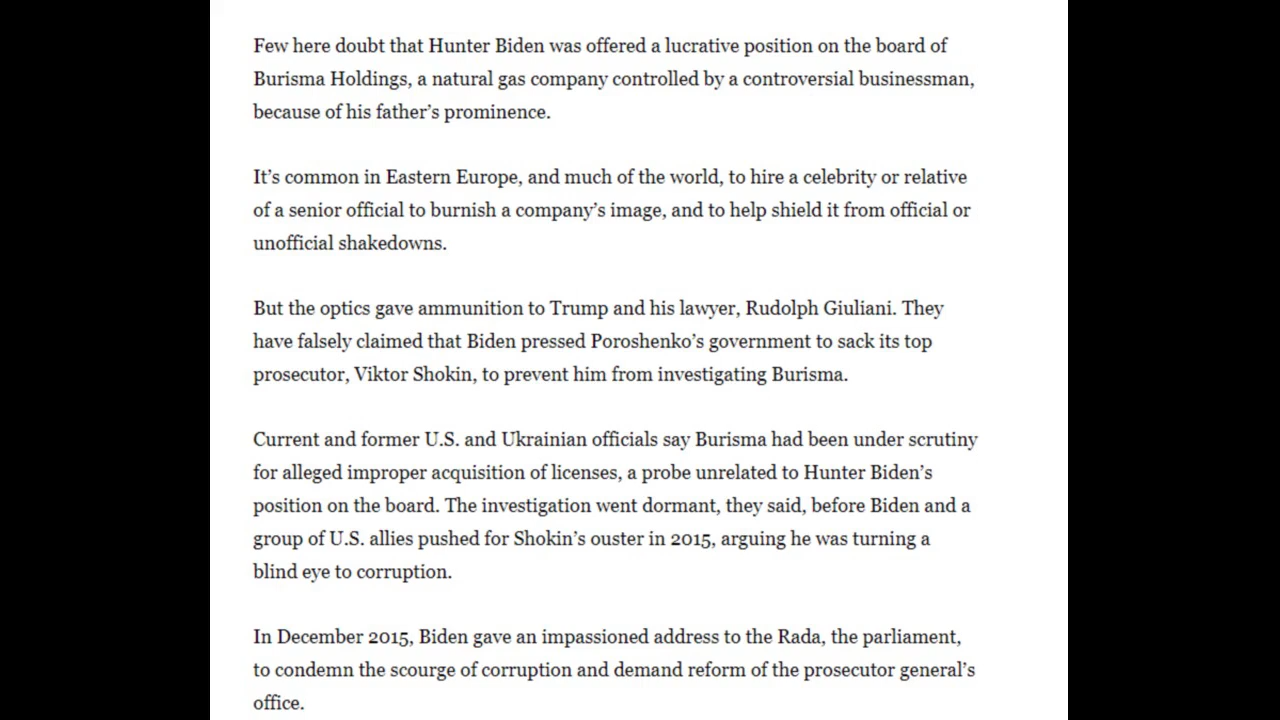 Few here doubt that Hunter Biden was offered a lucrative position on the board of
Burisma Holdings, a natural gas company controlled by a controversial businessman,
because of his father’s prominence.
It’s common in Eastern Europe, and much of the world, to hire a celebrity or relative
of a senior official to burnish a company’s image, and to help shield it from official or
unofficial shakedowns.
But the optics gave ammunition to Trump and his lawyer, Rudolph Giuliani. They
have falsely claimed that Biden pressed Poroshenko’s government to sack its top
prosecutor, Viktor Shokin, to prevent him from investigating Burisma.
Current and former U.S. and Ukrainian officials say Burisma had been under scrutiny
for alleged improper acquisition of licenses, a probe unrelated to Hunter Biden’s
position on the board. The investigation went dormant, they said, before Biden and a
group of U.S. allies pushed for Shokin’s ouster in 2015, arguing he was turning a
blind eye to corruption.
In December 2015, Biden gave an impassioned address to the Rada, the parliament,
to condemn the scourge of corruption and demand reform of the prosecutor general’s
office.